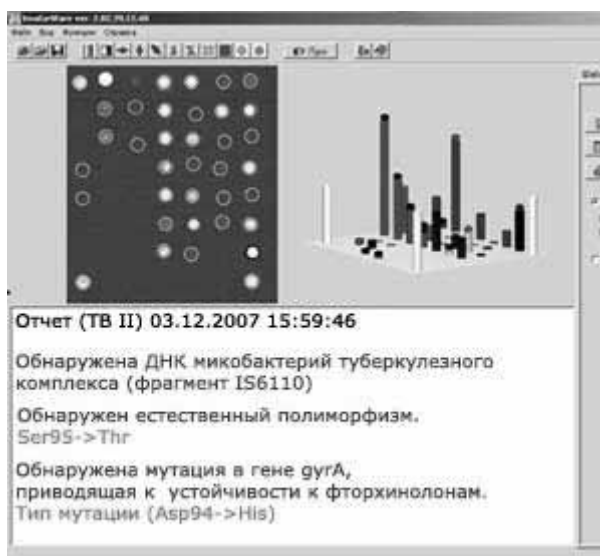 Отчет (ТВ II) 03.12.2007 15:59:46
Обнаружена ДНК микобактерий туберкулезного
комплекса (фрагмент IS6110)
Обнаружен естественный полиморфизм.
Ser95->Thr
Обнаружена мутация в гене gyrA,
приводящая к устойчивости к фторхинолонам.
Тип мутации (Asp94->His)